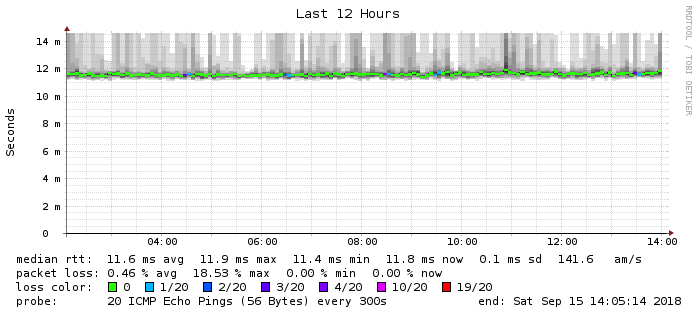 Last 12 Hours
RRDTOOL / TOBI OETIKER
Seconds
14 m
12 m
10 m
8 m
6 m
4 m
2 m
0
04:00 06:00 08:00 10:00 12:00 14:00
median rtt: 11.6 ms avg 11.9 ms max 11.4 ms min 11.8 ms now 0.1 ms sd 141.6 am/s
packet loss: 0.46 % avg 18.53 % max 0.00 % min 0.00 % now
loss color: 0 1/20 2/20 3/20 4/20 10/20 19/20
probe: 20 ICMP Echo Pings (56 Bytes) every 300s end: Sat Sep 15 14:05:14 2018